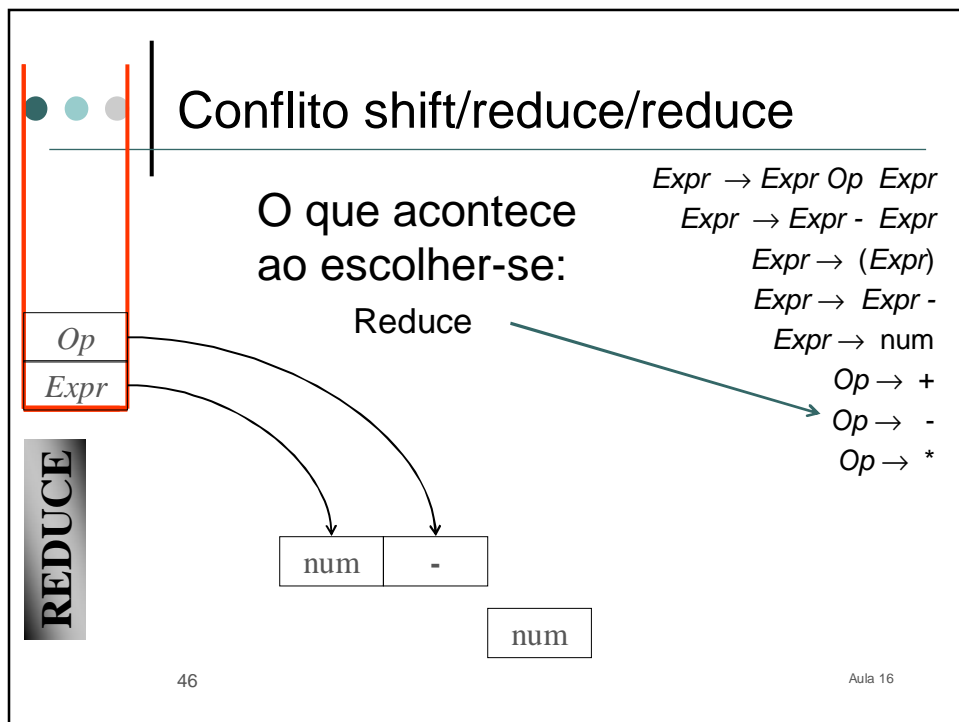 Conflito shift/reduce/reduce
O que acontece
ao escolher-se:
Reduce
Expr → Expr Op Expr
Expr → Expr - Expr
Expr → (Expr)
Expr → Expr -
Expr → num
Op → +
Op → -
Op → *
Op
Expr
REDUCE
num -
num
46
Aula 16